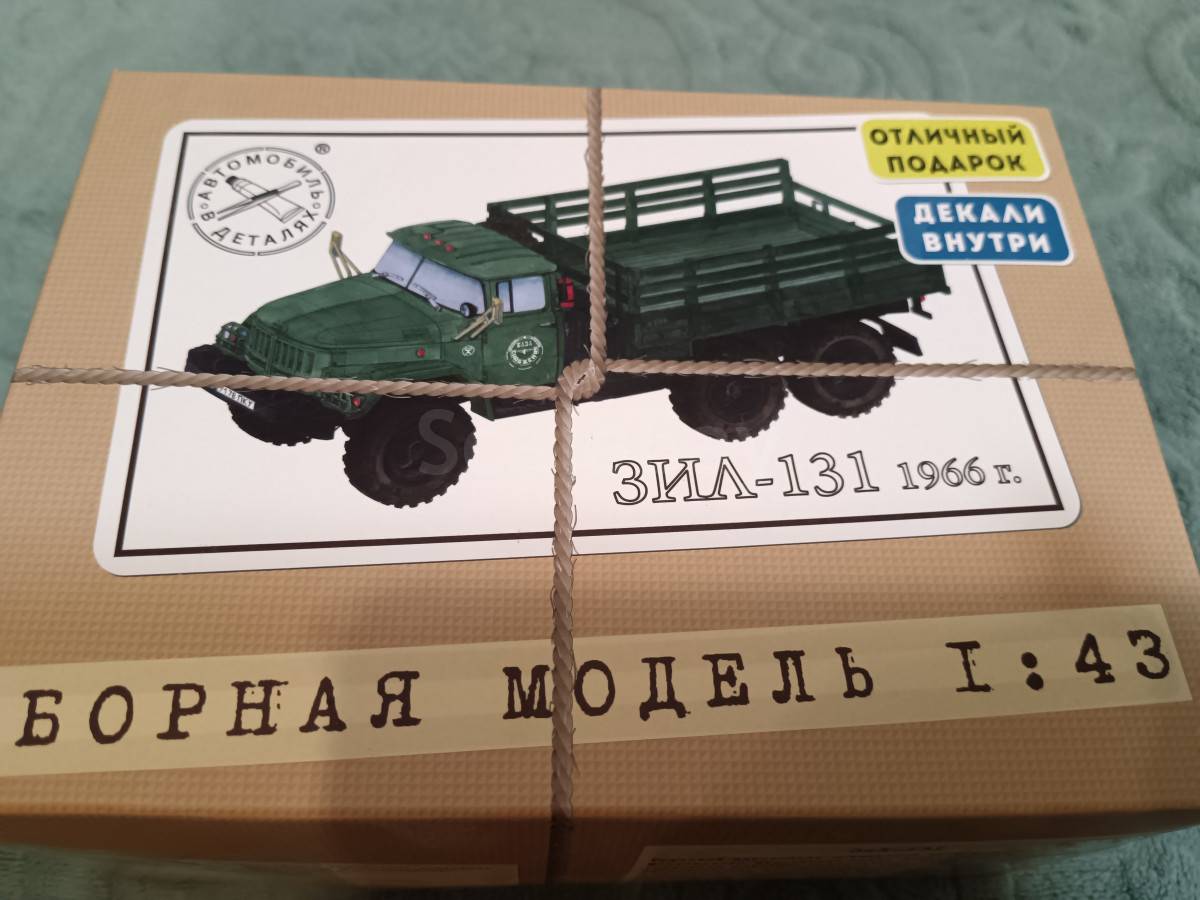 АВТОМОБИЛЬ
В ДЕТАЛЯХ
®
ОТЛИЧНЫЙ
ПОДАРОК
ДЕКАЛИ
ВНУТРИ
ЗИЛ-131 1966 г.
БОРНАЯ МОДЕЛЬ 1:43